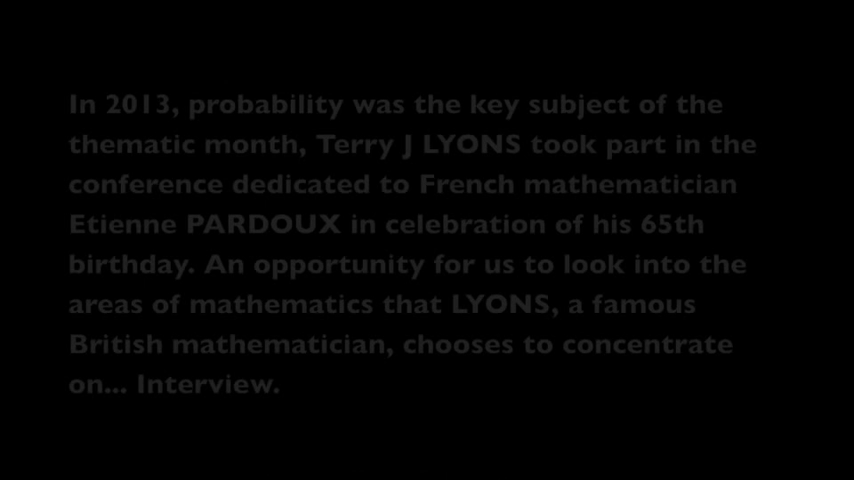 In 2013, probability was the key subject of the
thematic month, Terry J LYONS took part in the
conference dedicated to French mathematician
Etienne PARDOUX in celebration of his 65th
birthday. An opportunity for us to look into the
areas of mathematics that LYONS, a famous
British mathematician, chooses to concentrate
on... Interview.